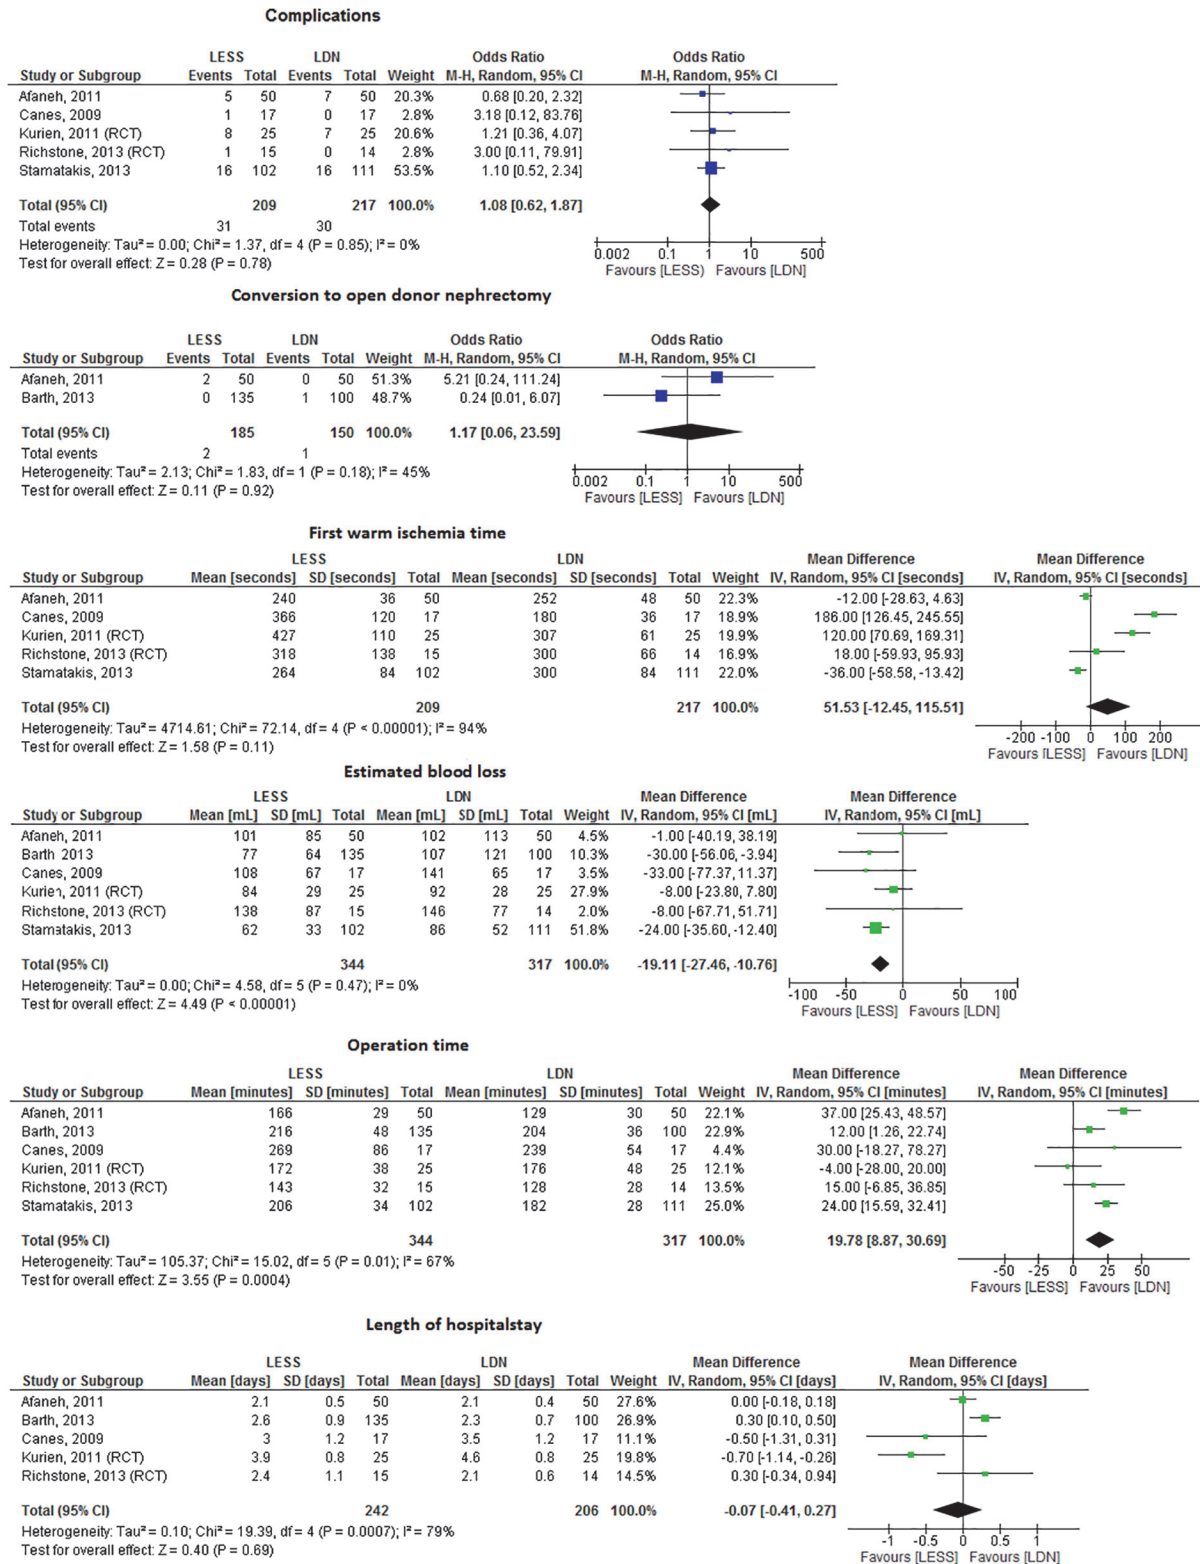 Complications
LESS LDN Odds Ratio Odds Ratio
Study or Subgroup Events Total Events Total Weight M-H, Random, 95% CI M-H, Random, 95% CI
Afaneh, 2011 5 50 7 50 20.3% 0.68 [0.20, 2.32]
Canes, 2009 1 17 0 17 2.8% 3.18 [0.12, 83.76]
Kurien, 2011 (RCT) 8 25 7 25 20.6% 1.21 [0.36, 4.07]
Richstone, 2013 (RCT) 1 15 0 14 2.8% 3.00 [0.11, 79.91]
Stamatakis, 2013 16 102 16 111 53.5% 1.10 [0.52, 2.34]
Total (95% CI) 209 217 100.0% 1.08 [0.62, 1.87]
Total events 31 30
Heterogeneity: Tau² = 0.00; Chi² = 1.37, df = 4 (P = 0.85); I² = 0%
Test for overall effect: Z = 0.28 (P = 0.78)
0.002 0.1 1 10 500
Favours [LESS) Favours [LDN]
Conversion to open donor nephrectomy
LESS LDN Odds Ratio Odds Ratio
Study or Subgroup Events Total Events Total Weight M-H, Random, 95% CI M-H, Random, 95% CI
Afaneh, 2011 2 50 0 50 51.3% 5.21 [0.24, 111.24]
Barth, 2013 0 135 1 100 48.7% 0.24 [0.01, 6.07]
Total (95% CI) 185 150 100.0% 1.17 [0.06, 23.59]
Total events 2 1
Heterogeneity: Tau² = 2.13; Chi² = 1.83, df = 1 (P = 0.18); I² = 45%
Test for overall effect: Z = 0.11 (P = 0.92)
0.002 0.1 1 10 500
Favours [LESS] Favours [LDN]
First warm ischemia time
LESS LDN Mean Difference Mean Difference
Study or Subgroup Mean [seconds] SD [seconds] Total Mean [seconds] SD [seconds] Total Weight IV, Random, 95% CI [seconds] IV, Random, 95% CI [seconds]
Afaneh, 2011 240 36 50 252 48 50 22.3% -12.00 [-28.63, 4.63]
Canes, 2009 366 120 17 180 36 17 18.9% 186.00 [126.45, 245.55]
Kurien, 2011 (RCT) 427 110 25 307 61 25 19.9% 120.00 [70.69, 169.31]
Richstone, 2013 (RCT) 318 138 15 300 66 14 16.9% 18.00 [-59.93, 95.93]
Stamatakis, 2013 264 84 102 300 84 111 22.0% -36.00 [-58.58, -13.42]
Total (95% CI) 209 217 100.0% 51.53 [-12.45, 115.51]
Heterogeneity: Tau² = 4714.61; Chi² = 72.14, df = 4 (P < 0.00001); I² = 94%
Test for overall effect: Z = 1.58 (P = 0.11)
-200 -100 0 100 200
Favours [LESS] Favours [LDN]
Estimated blood loss
LESS LDN Mean Difference Mean Difference
Study or Subgroup Mean [mL] SD [mL] Total Mean [mL] SD [mL] Total Weight IV, Random, 95% CI [mL] IV, Random, 95% CI [mL]
Afaneh, 2011 101 85 50 102 113 50 4.5% -1.00 [-40.19, 38.19]
Barth 2013 77 64 135 107 121 100 10.3% -30.00 [-56.06, -3.94]
Canes, 2009 108 67 17 141 65 17 3.5% -33.00 [-77.37, 11.37]
Kurien, 2011 (RCT) 84 29 25 92 28 25 27.9% -8.00 [-23.80, 7.80]
Richstone, 2013 (RCT) 138 87 15 146 77 14 2.0% -8.00 [-67.71, 51.71]
Stamatakis, 2013 62 33 102 86 52 111 51.8% -24.00 [-35.60, -12.40]
Total (95% CI) 344 317 100.0% -19.11 [-27.46, -10.76]
Heterogeneity: Tau² = 0.00; Chi² = 4.58, df = 5 (P = 0.47); I² = 0%
Test for overall effect: Z = 4.49 (P < 0.00001)
-100 -50 0 50 100
Favours [LESS] Favours [LDN]
Operation time
LESS LDN Mean Difference Mean Difference
Study or Subgroup Mean [minutes] SD [minutes] Total Mean [minutes] SD [minutes] Total Weight IV, Random, 95% CI [minutes] IV, Random, 95% CI [minutes]
Afaneh, 2011 166 29 50 129 30 50 22.1% 37.00 [25.43, 48.57]
Barth, 2013 216 48 135 204 36 100 22.9% 12.00 [1.26, 22.74]
Canes, 2009 269 86 17 239 54 17 4.4% 30.00 [-18.27, 78.27]
Kurien, 2011 (RCT) 172 38 25 176 48 25 12.1% -4.00 [-28.00, 20.00]
Richstone, 2013 (RCT) 143 32 15 128 28 14 13.5% 15.00 [-6.85, 36.85]
Stamatakis, 2013 206 34 102 182 28 111 25.0% 24.00 [15.59, 32.41]
Total (95% CI) 344 317 100.0% 19.78 [8.87, 30.69]
Heterogeneity: Tau² = 105.37; Chi² = 15.02, df = 5 (P = 0.01); I² = 67%
Test for overall effect: Z = 3.55 (P = 0.0004)
-50 -25 0 25 50
Favours [LESS] Favours [LDN]
Length of hospitalstay
LESS LDN Mean Difference Mean Difference
Study or Subgroup Mean [days] SD [days] Total Mean [days] SD [days] Total Weight IV, Random, 95% CI [days] IV, Random, 95% CI [days]
Afaneh, 2011 2.1 0.5 50 2.1 0.4 50 27.6% 0.00 [-0.18, 0.18]
Barth, 2013 2.6 0.9 135 2.3 0.7 100 26.9% 0.30 [0.10, 0.50]
Canes, 2009 3 1.2 17 3.5 1.2 17 11.1% -0.50 [-1.31, 0.31]
Kurien, 2011 (RCT) 3.9 0.8 25 4.6 0.8 25 19.8% -0.70 [-1.14, -0.26]
Richstone, 2013 (RCT) 2.4 1.1 15 2.1 0.6 14 14.5% 0.30 [-0.34, 0.94]
Total (95% CI) 242 206 100.0% -0.07 [-0.41, 0.27]
Heterogeneity: Tau² = 0.10; Chi² = 19.39, df = 4 (P = 0.0007); I² = 79%
Test for overall effect: Z = 0.40 (P = 0.69)
-1 -0.5 0 0.5 1
Favours [LESS] Favours [LDN]